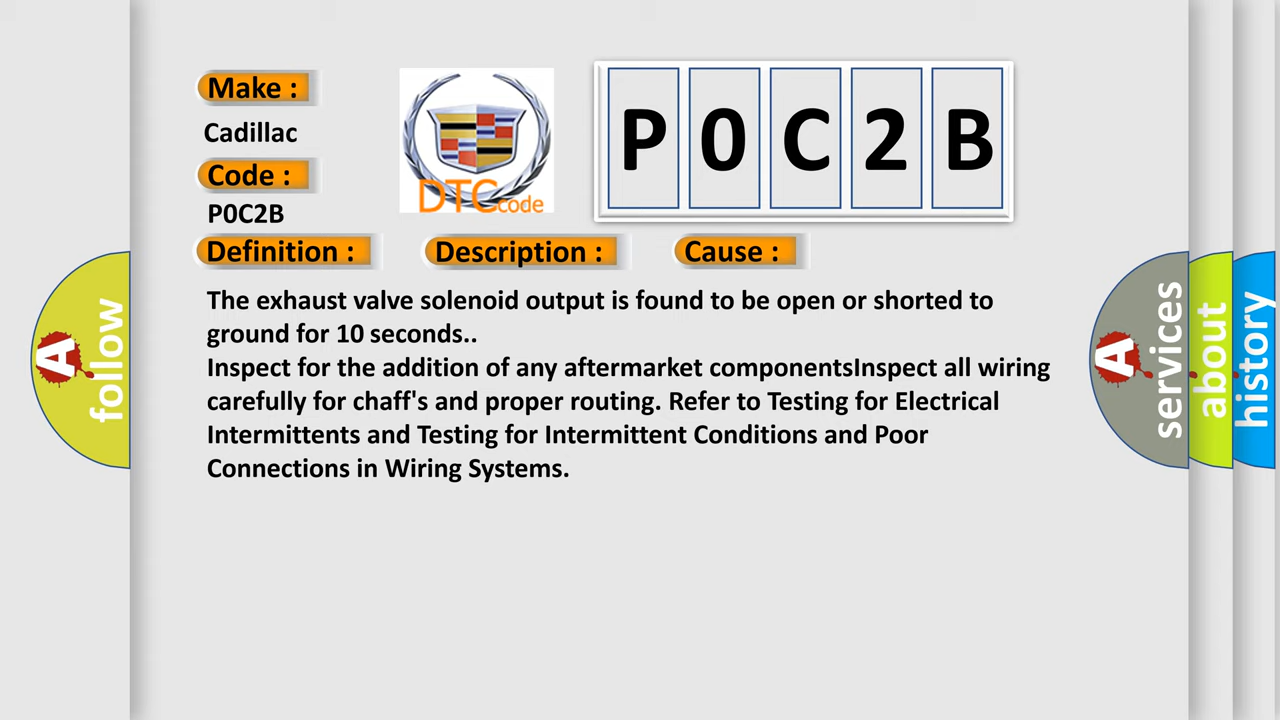 Make :
Cadillac
Code :
P0C2B
DTC code
P 0 C 2 B
Definition :
Description :
Cause :
The exhaust valve solenoid output is found to be open or shorted to
ground for 10 seconds..
Inspect for the addition of any aftermarket componentsInspect all wiring
carefully for chaff's and proper routing. Refer to Testing for Electrical
Intermittents and Testing for Intermittent Conditions and Poor
Connections in Wiring Systems.
A follow
A services
about
history